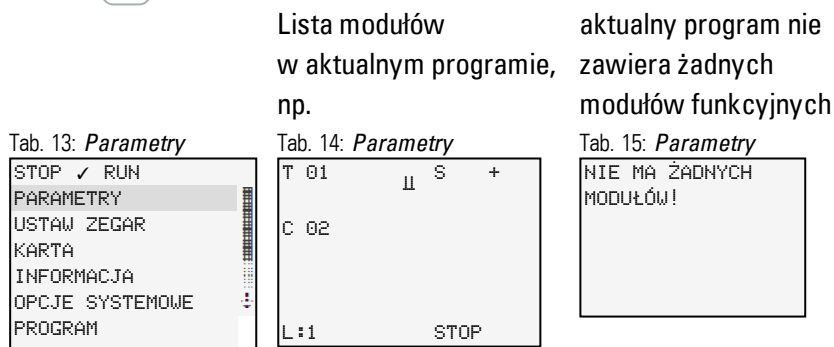 Lista modułów
w aktualnym programie,
np.
aktualny program nie
zawiera żadnych
modułów funkcyjnych
Tab. 13: Parametry
STOP ✓ RUN
PARAMETRY
USTAW ZEGAR
KARTA
INFORMACJA
OPCJE SYSTEMOWE
PROGRAM
Tab. 14: Parametry
T 01 S +
C 02
L:1 STOP
Tab. 15: Parametry
NIE MA ŻADNYCH
MODUŁÓW!